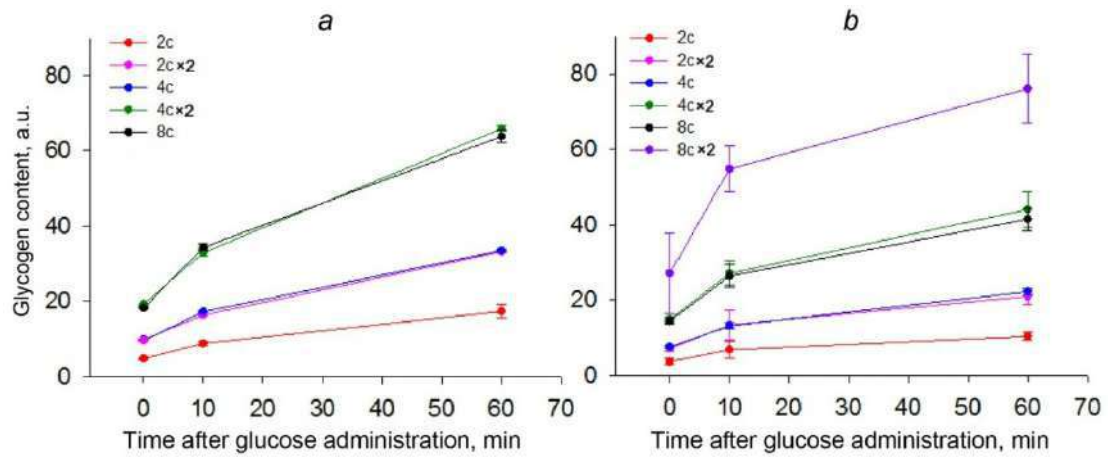 a
2c
2c×2
4c
4c×2
8c
Glycogen content, a.u.
80
60
40
20
0
0 10 20 30 40 50 60 70
Time after glucose administration, min
b
2c
2c×2
4c
4c×2
8c
8c×2
80
60
40
20
0
0 10 20 30 40 50 60 70
Time after glucose administration, min